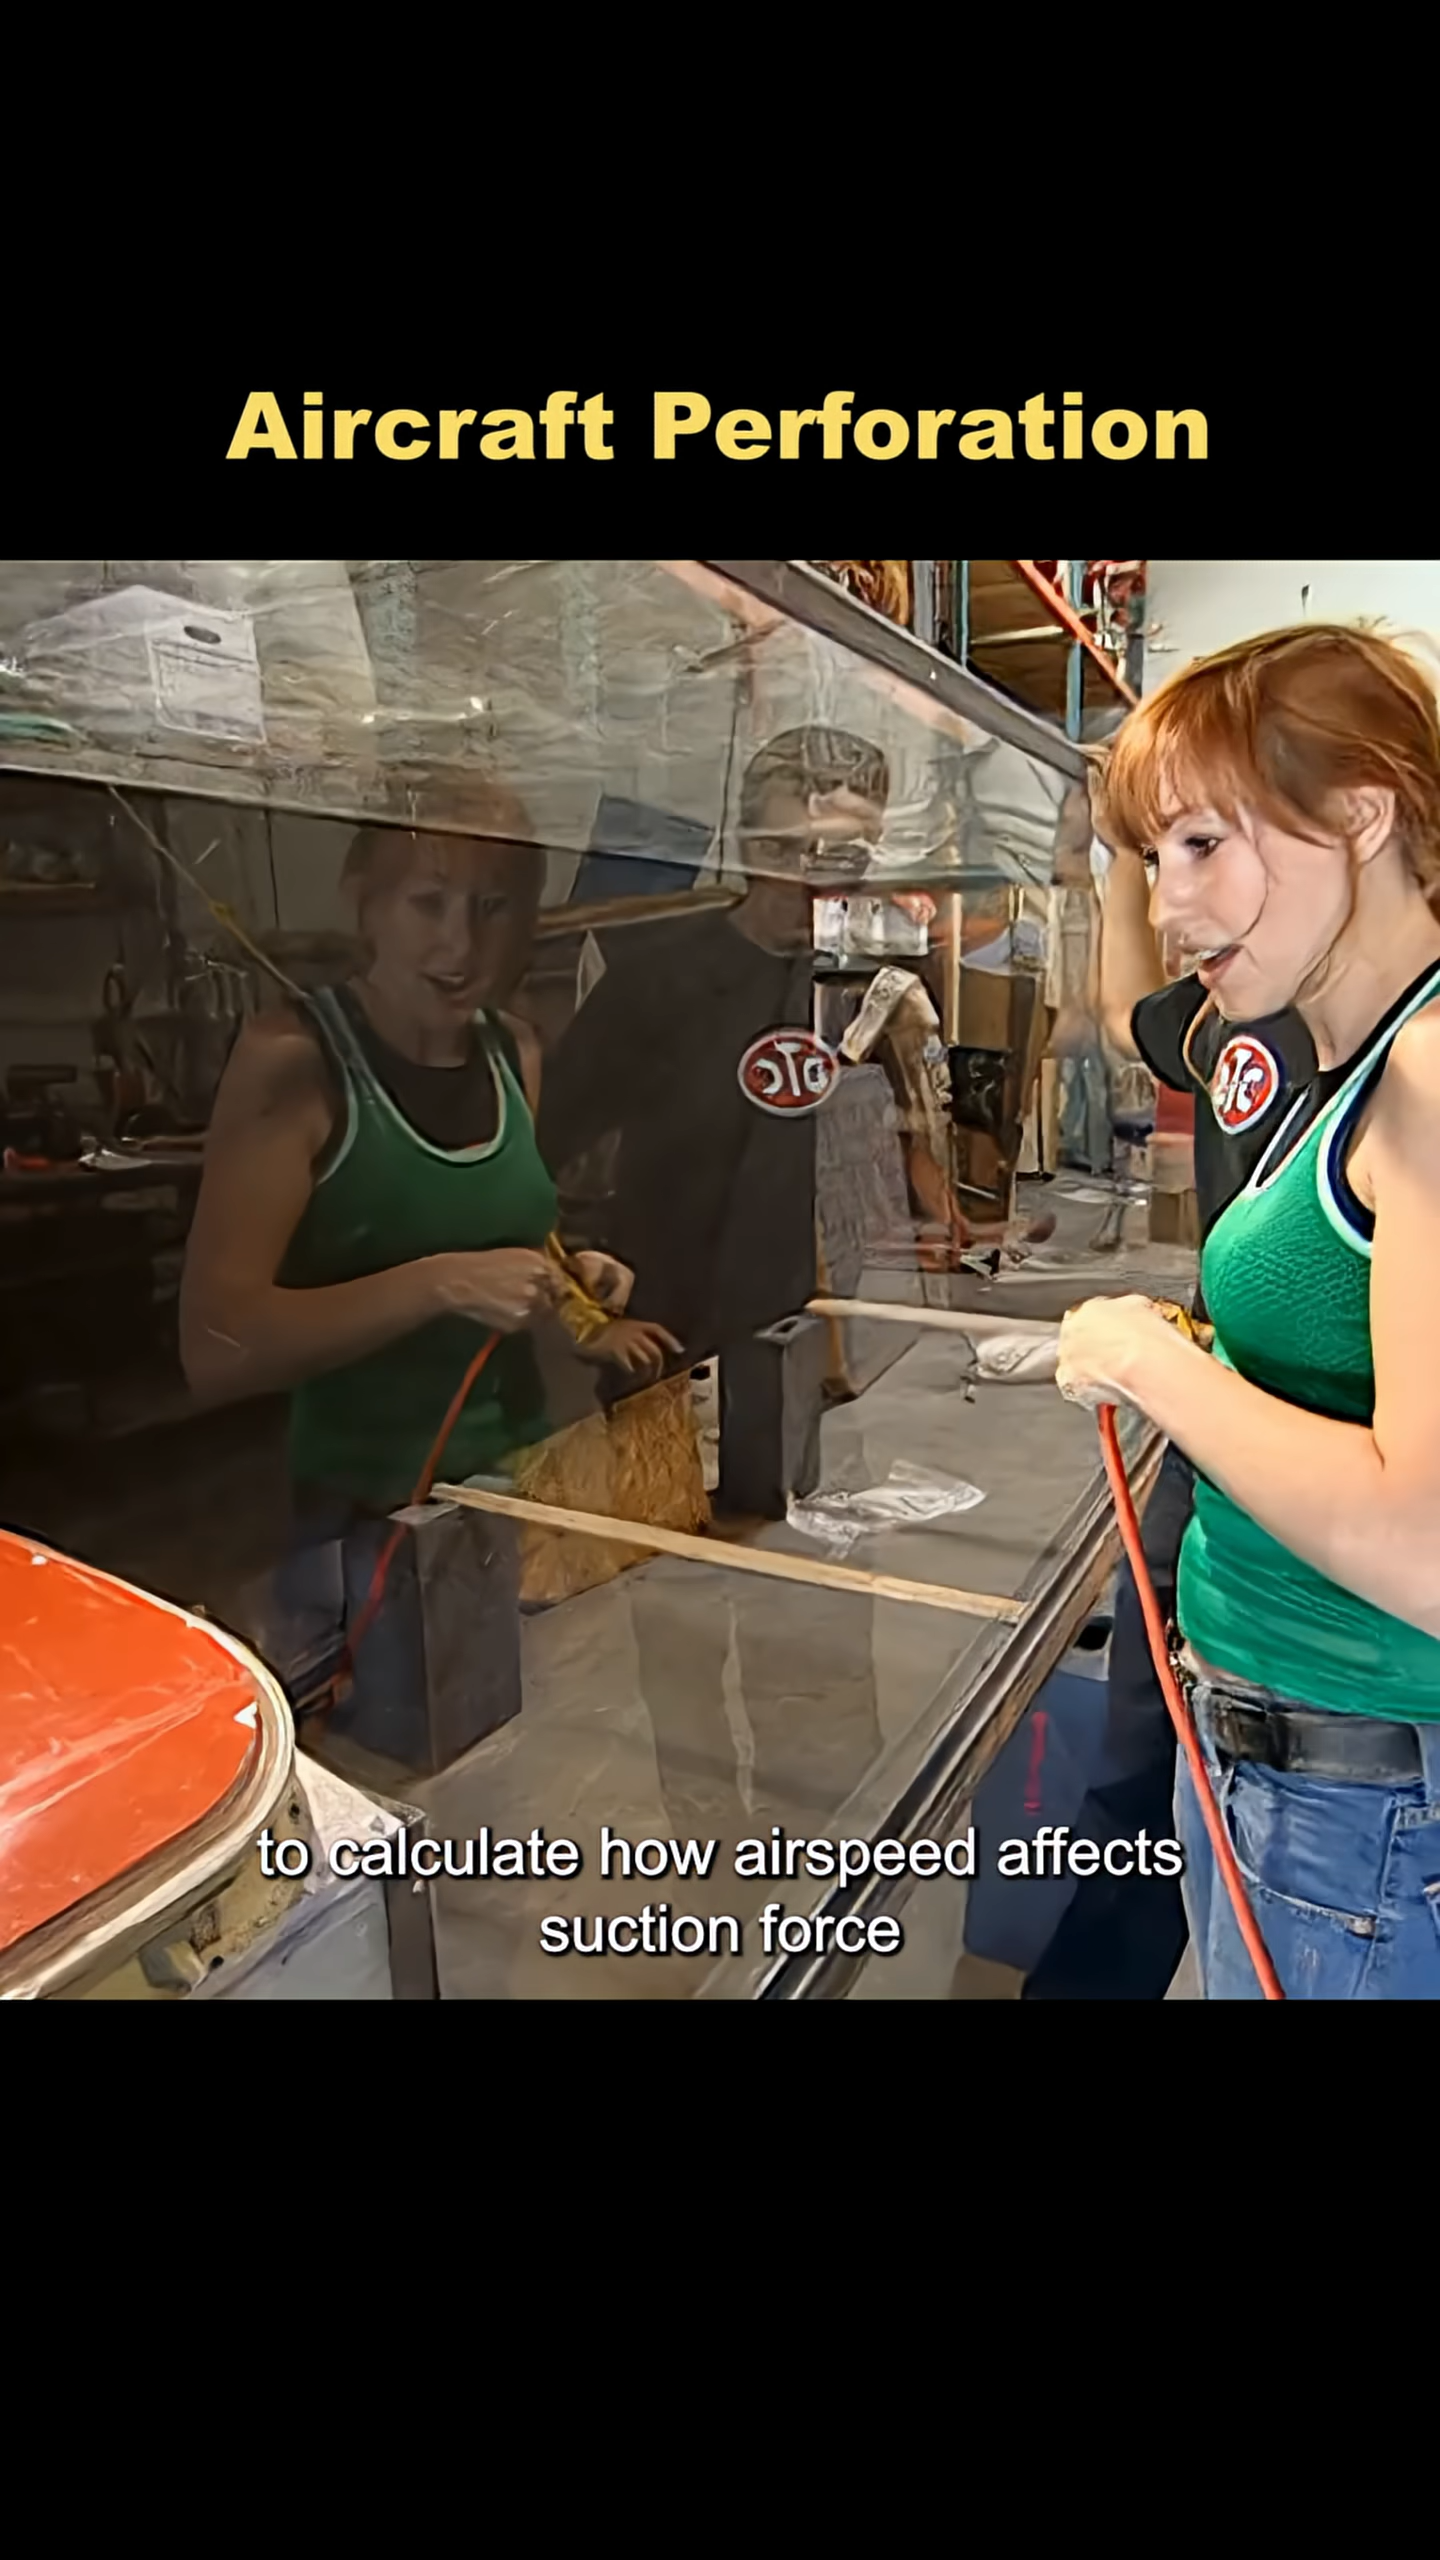 Aircraft Perforation
to calculate how airspeed affects
suction force